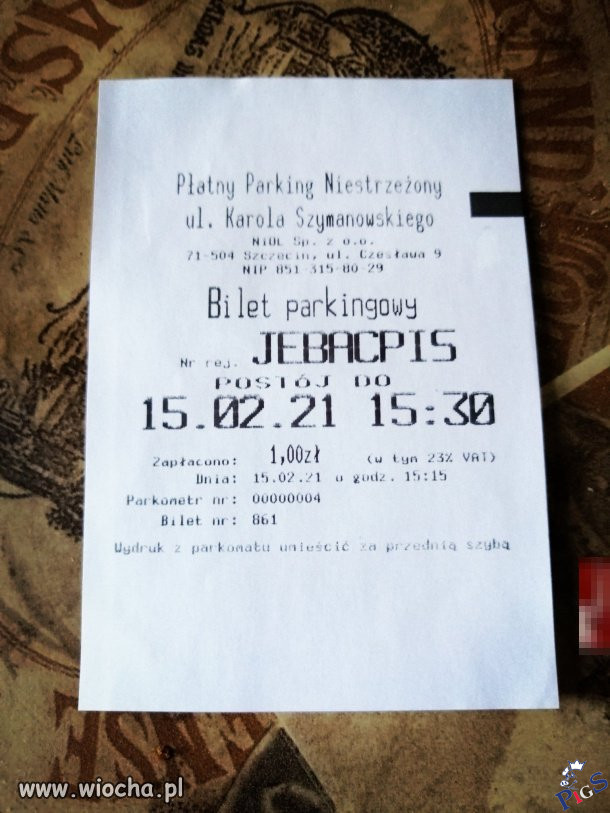 Płatny Parking Niestrzeżony
ul. Karola Szymanowskiego
NiOL Sp. z o.o.
71-504 Szczecin, ul. Czesława 9
NIP 851-315-80-29
Bilet parkingowy
Nr rej. JEBACPIS
POSTÓJ DO
15.02.21 15:30
Zapłacono: 1,00zł (w tym 23% VAT)
Dnia: 15.02.21 o godz. 15:15
Parkometr nr: 00000004
Bilet nr: 861
Wydruk z parkomatu umieścić za przednią szybą
www.wiocha.pl
PIGS